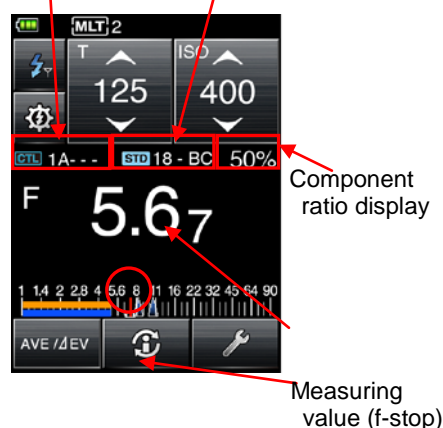 MLT 2
T
ISO
125
400
CTL 1A- - -
STD 18 - BC
50%
Component
ratio display
F
5.6 7
1 1.4 2 2.8 4 5.6 8 11 16 22 32 45 64 90
AVE /⊿EV
Measuring
value (f-stop)